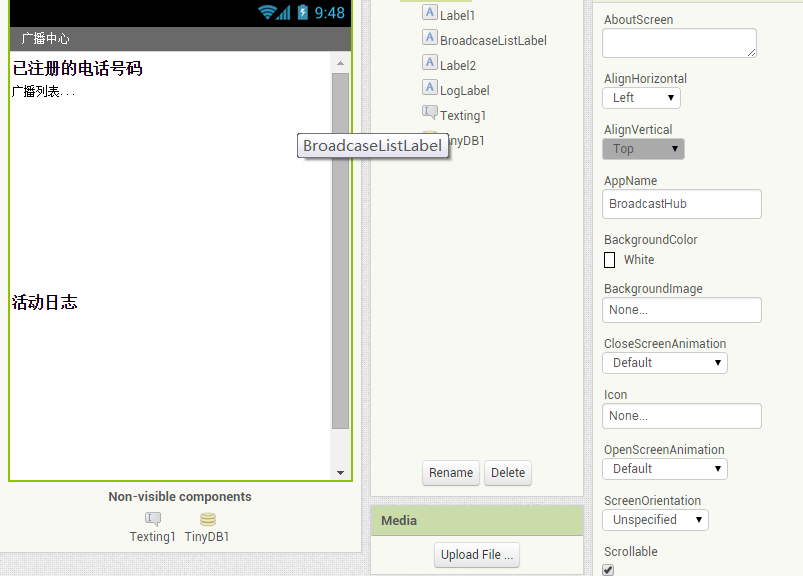 9:48
广播中心
已注册的电话号码
广播列表...
BroadcaseListLabel
活动日志
Non-visible components
Texting1
TinyDB1
Label1
BroadcaseListLabel
Label2
LogLabel
Texting1
nyDB1
Rename
Delete
Media
Upload File ...
AboutScreen
AlignHorizontal
Left
AlignVertical
Top
AppName
BroadcastHub
BackgroundColor
White
BackgroundImage
None...
CloseScreenAnimation
Default
Icon
None...
OpenScreenAnimation
Default
ScreenOrientation
Unspecified
Scrollable